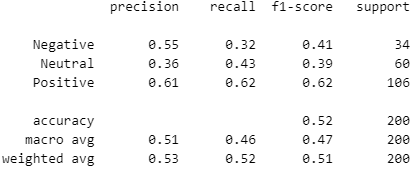 precision recall f1-score support
Negative 0.55 0.32 0.41 34
Neutral 0.36 0.43 0.39 60
Positive 0.61 0.62 0.62 106
accuracy 0.52 200
macro avg 0.51 0.46 0.47 200
weighted avg 0.53 0.52 0.51 200